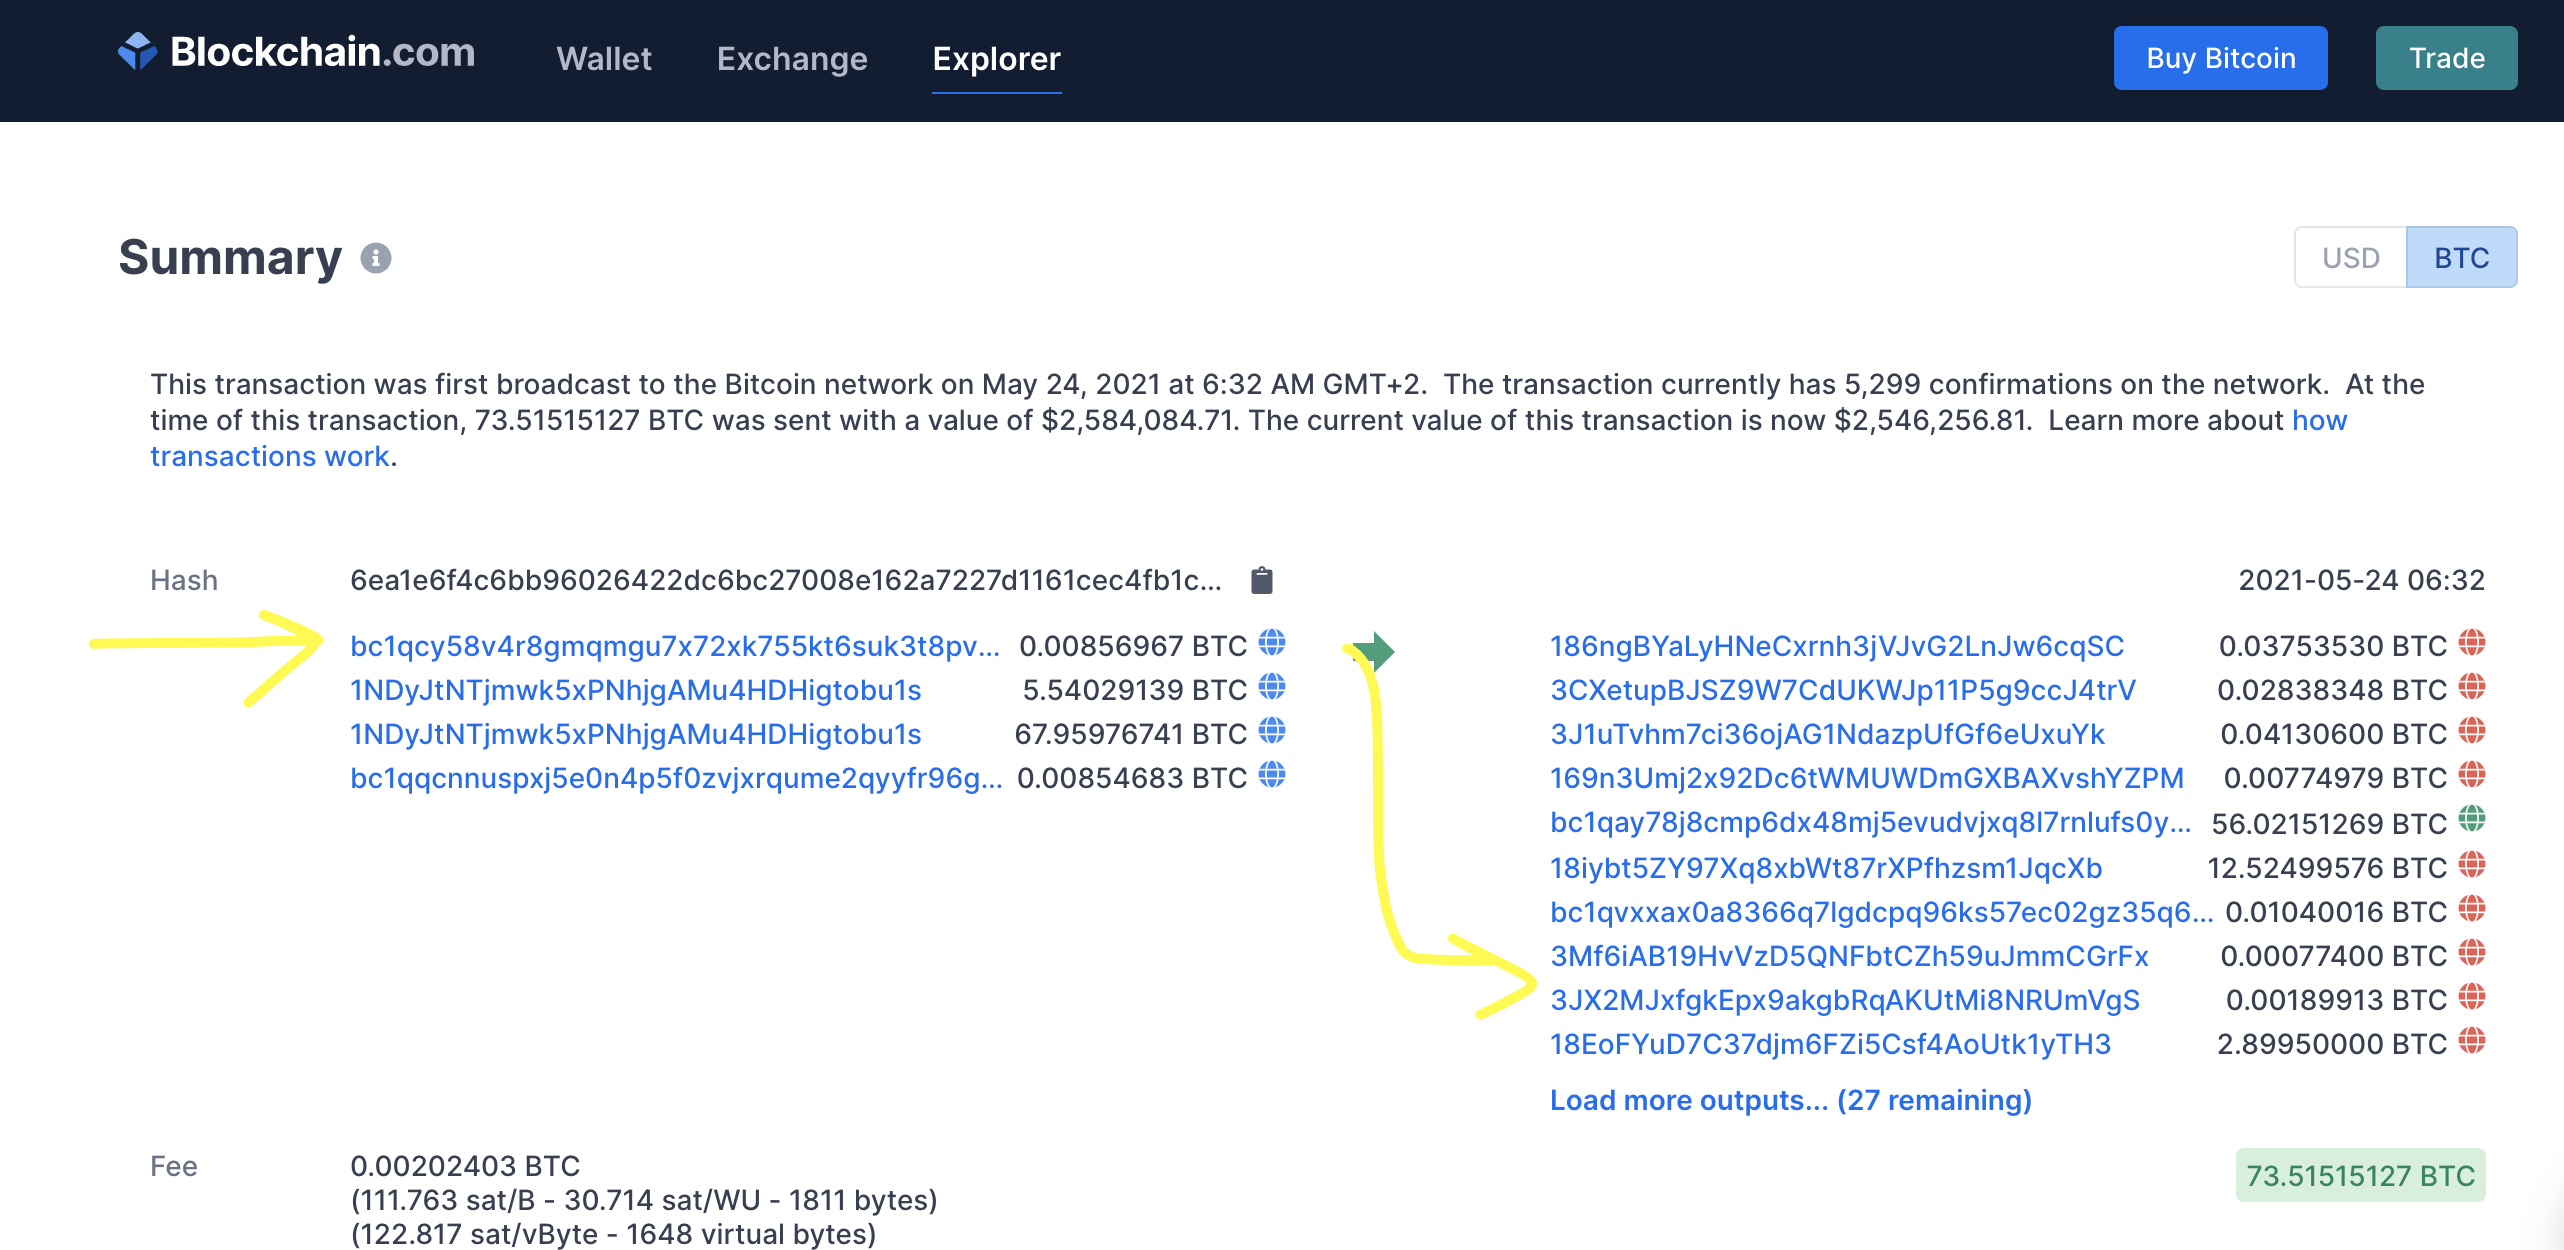 Blockchain.com Wallet Exchange Explorer Buy Bitcoin Trade
Summary USD BTC
This transaction was first broadcast to the Bitcoin network on May 24, 2021 at 6:32 AM GMT+2. The transaction currently has 5,299 confirmations on the network. At the
time of this transaction, 73.51515127 BTC was sent with a value of $2,584,084.71. The current value of this transaction is now $2,546,256.81. Learn more about how
transactions work.
Hash 6ea1e6f4c6bb96026422dc6bc27008e162a7227d1161cec4fb1c... 2021-05-24 06:32
bc1qcy58v4r8gmqmgu7x72xk755kt6suk3t8pv... 0.00856967 BTC 186ngBYaLyHNeCxrnh3jVJvG2LnJw6cqSC 0.03753530 BTC
1NDyJtNTjmwk5xPNhjgAMu4HDHigtobu1s 5.54029139 BTC 3CXetupBJSZ9W7CdUKWJp11P5g9ccJ4trV 0.02838348 BTC
1NDyJtNTjmwk5xPNhjgAMu4HDHigtobu1s 67.95976741 BTC 3J1uTvhm7ci36ojAG1NdazpUfGf6eUxuYk 0.04130600 BTC
bc1qqcnnuspxj5e0n4p5f0zvjxrqume2qyyfr96g... 0.00854683 BTC 169n3Umj2x92Dc6tWMUWDmGXBAXvshYZPM 0.00774979 BTC
bc1qay78j8cmp6dx48mj5evudvjxq8l7rnlufs0y... 56.02151269 BTC
18iybt5ZY97Xq8xbWt87rXPfhzsm1JqcXb 12.52499576 BTC
bc1qvxxax0a8366q7lgdcpq96ks57ec02gz35q6... 0.01040016 BTC
3Mf6iAB19HvVzD5QNFbtCZh59uJmmCGrFx 0.00077400 BTC
3JX2MJxfgkEpx9akgbRqAKUtMi8NRUmVgS 0.00189913 BTC
18EoFYuD7C37djm6FZi5Csf4AoUtk1yTH3 2.89950000 BTC
Load more outputs... (27 remaining)
Fee 0.00202403 BTC 73.51515127 BTC
(111.763 sat/B - 30.714 sat/WU - 1811 bytes)
(122.817 sat/vByte - 1648 virtual bytes)